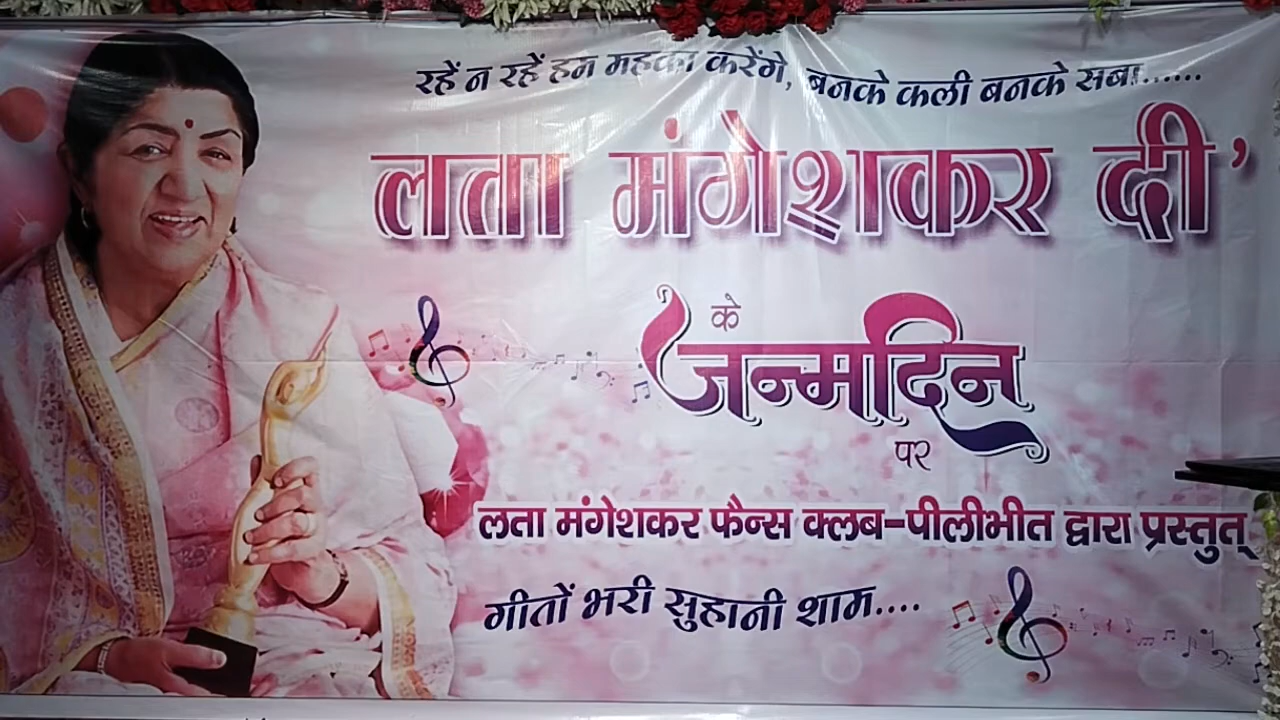 रहें न रहें हम महका करेंगे, बनके कली बनके सबा......
लता मंगेशकर दी'
के
जन्मदिन
पर
लता मंगेशकर फैन्स क्लब-पीलीभीत द्वारा प्रस्तुत्
गीतों भरी सुहानी शाम....